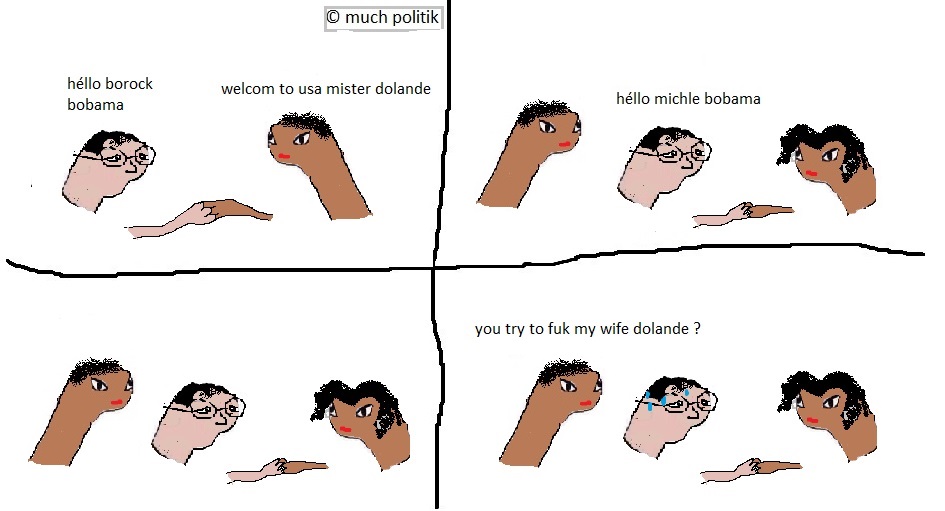 © much politik
héllo borock
bobama
welcom to usa mister dolande
héllo michle bobama
you try to fuk my wife dolande ?